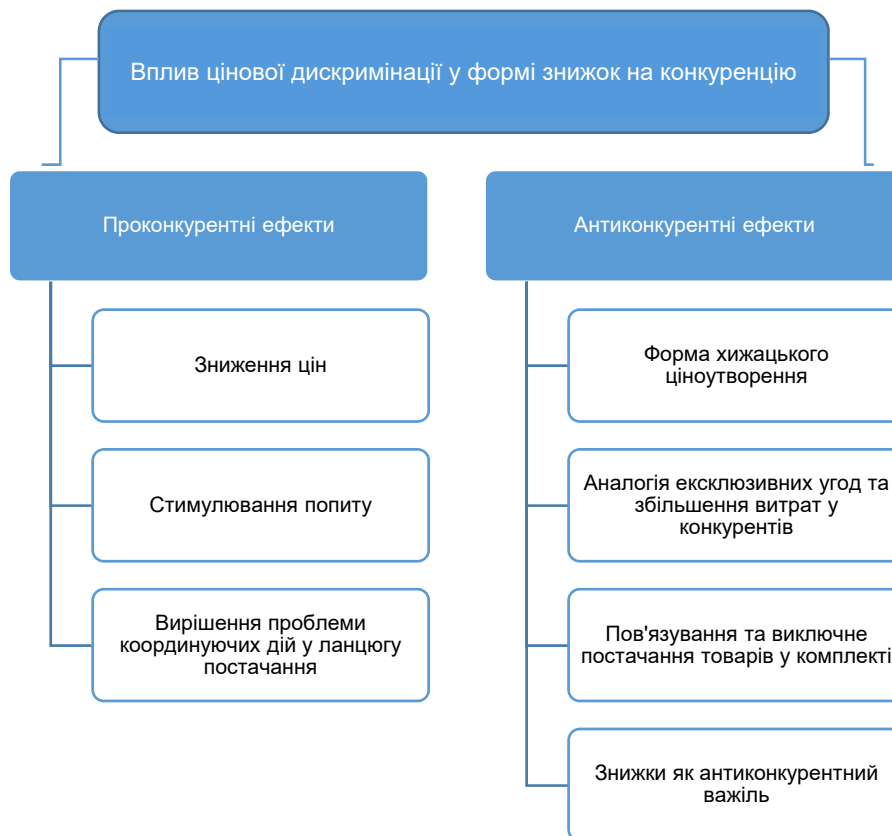 Вплив цінової дискримінації у формі знижок на конкуренцію
Проконкурентні ефекти
Зниження цін
Стимулювання попиту
Вирішення проблеми
координуючих дій у ланцюгу
постачання
Антиконкурентні ефекти
Форма хижацького
ціноутворення
Аналогія ексклюзивних угод та
збільшення витрат у
конкурентів
Пов'язування та виключне
постачання товарів у комплекті
Знижки як антиконкурентний
важіль